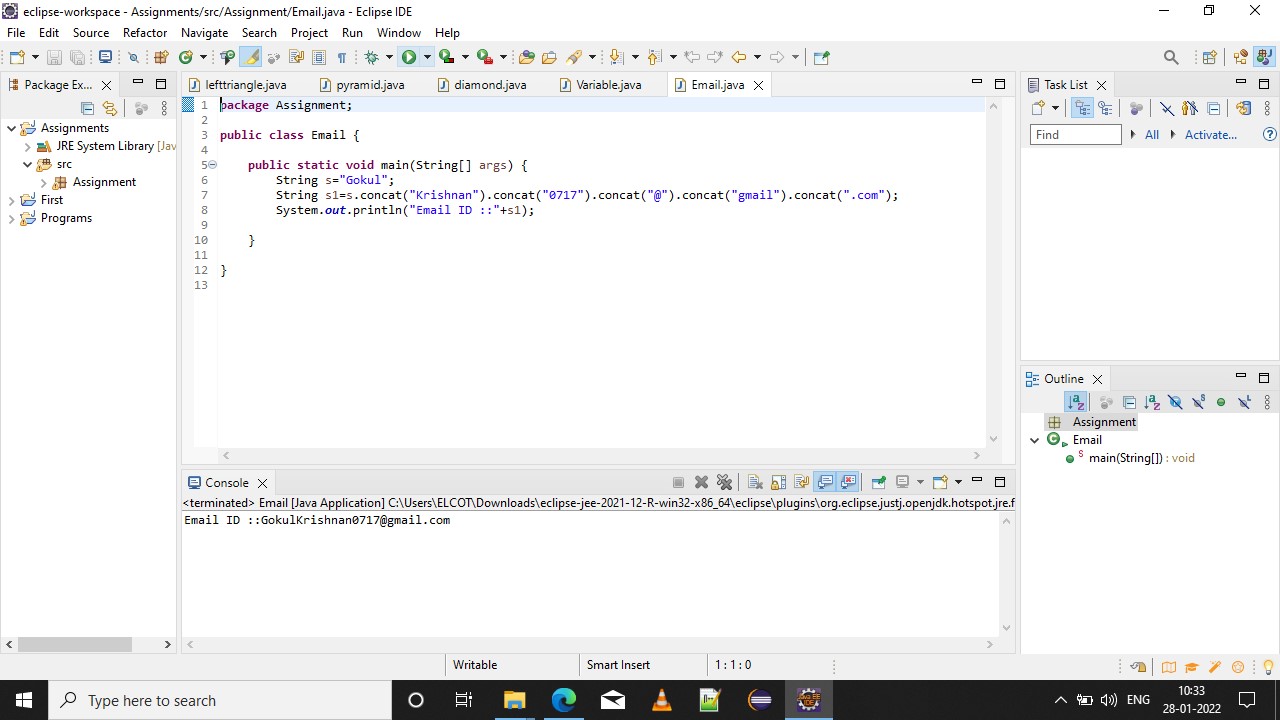 eclipse-workspace - Assignments/src/Assignment/Email.java - Eclipse IDE
File Edit Source Refactor Navigate Search Project Run Window Help
Package Ex...
lefttriangle.java pyramid.java diamond.java Variable.java Email.java
Task List
Find All Activate...
Assignments
JRE System Library [Jav
src
Assignment
First
Programs
1 package Assignment;
2
3 public class Email {
4
5 public static void main(String[] args) {
6 String s="Gokul";
7 String s1=s.concat("Krishnan").concat("0717").concat("@").concat("gmail").concat(".com");
8 System.out.println("Email ID ::"+s1);
9
10 }
11
12 }
13
Outline
Assignment
Email
main(String[]) : void
Console
<terminated> Email [Java Application] C:\Users\ELCOT\Downloads\eclipse-jee-2021-12-R-win32-x86_64\eclipse\plugins\org.eclipse.justj.openjdk.hotspot.jre.f
Email ID ::GokulKrishnan0717@gmail.com
Writable Smart Insert 1 : 1 : 0
Type here to search
ENG
10:33
28-01-2022